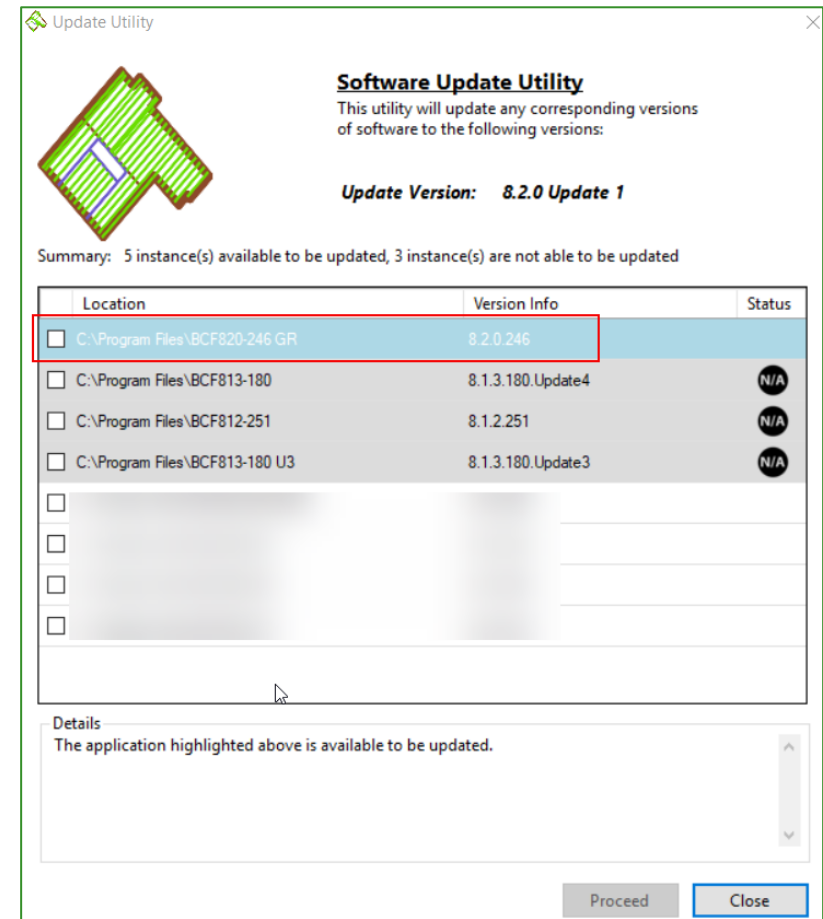 Update Utility
Software Update Utility
This utility will update any corresponding versions
of software to the following versions:
Update Version: 8.2.0 Update 1
Summary: 5 instance(s) available to be updated, 3 instance(s) are not able to be updated
Location Version Info Status
C:\Program Files\BCF820-246 GR 8.2.0.246
C:\Program Files\BCF813-180 8.1.3.180.Update4 N/A
C:\Program Files\BCF812-251 8.1.2.251 N/A
C:\Program Files\BCF813-180 U3 8.1.3.180.Update3 N/A
Details
The application highlighted above is available to be updated.
Proceed Close